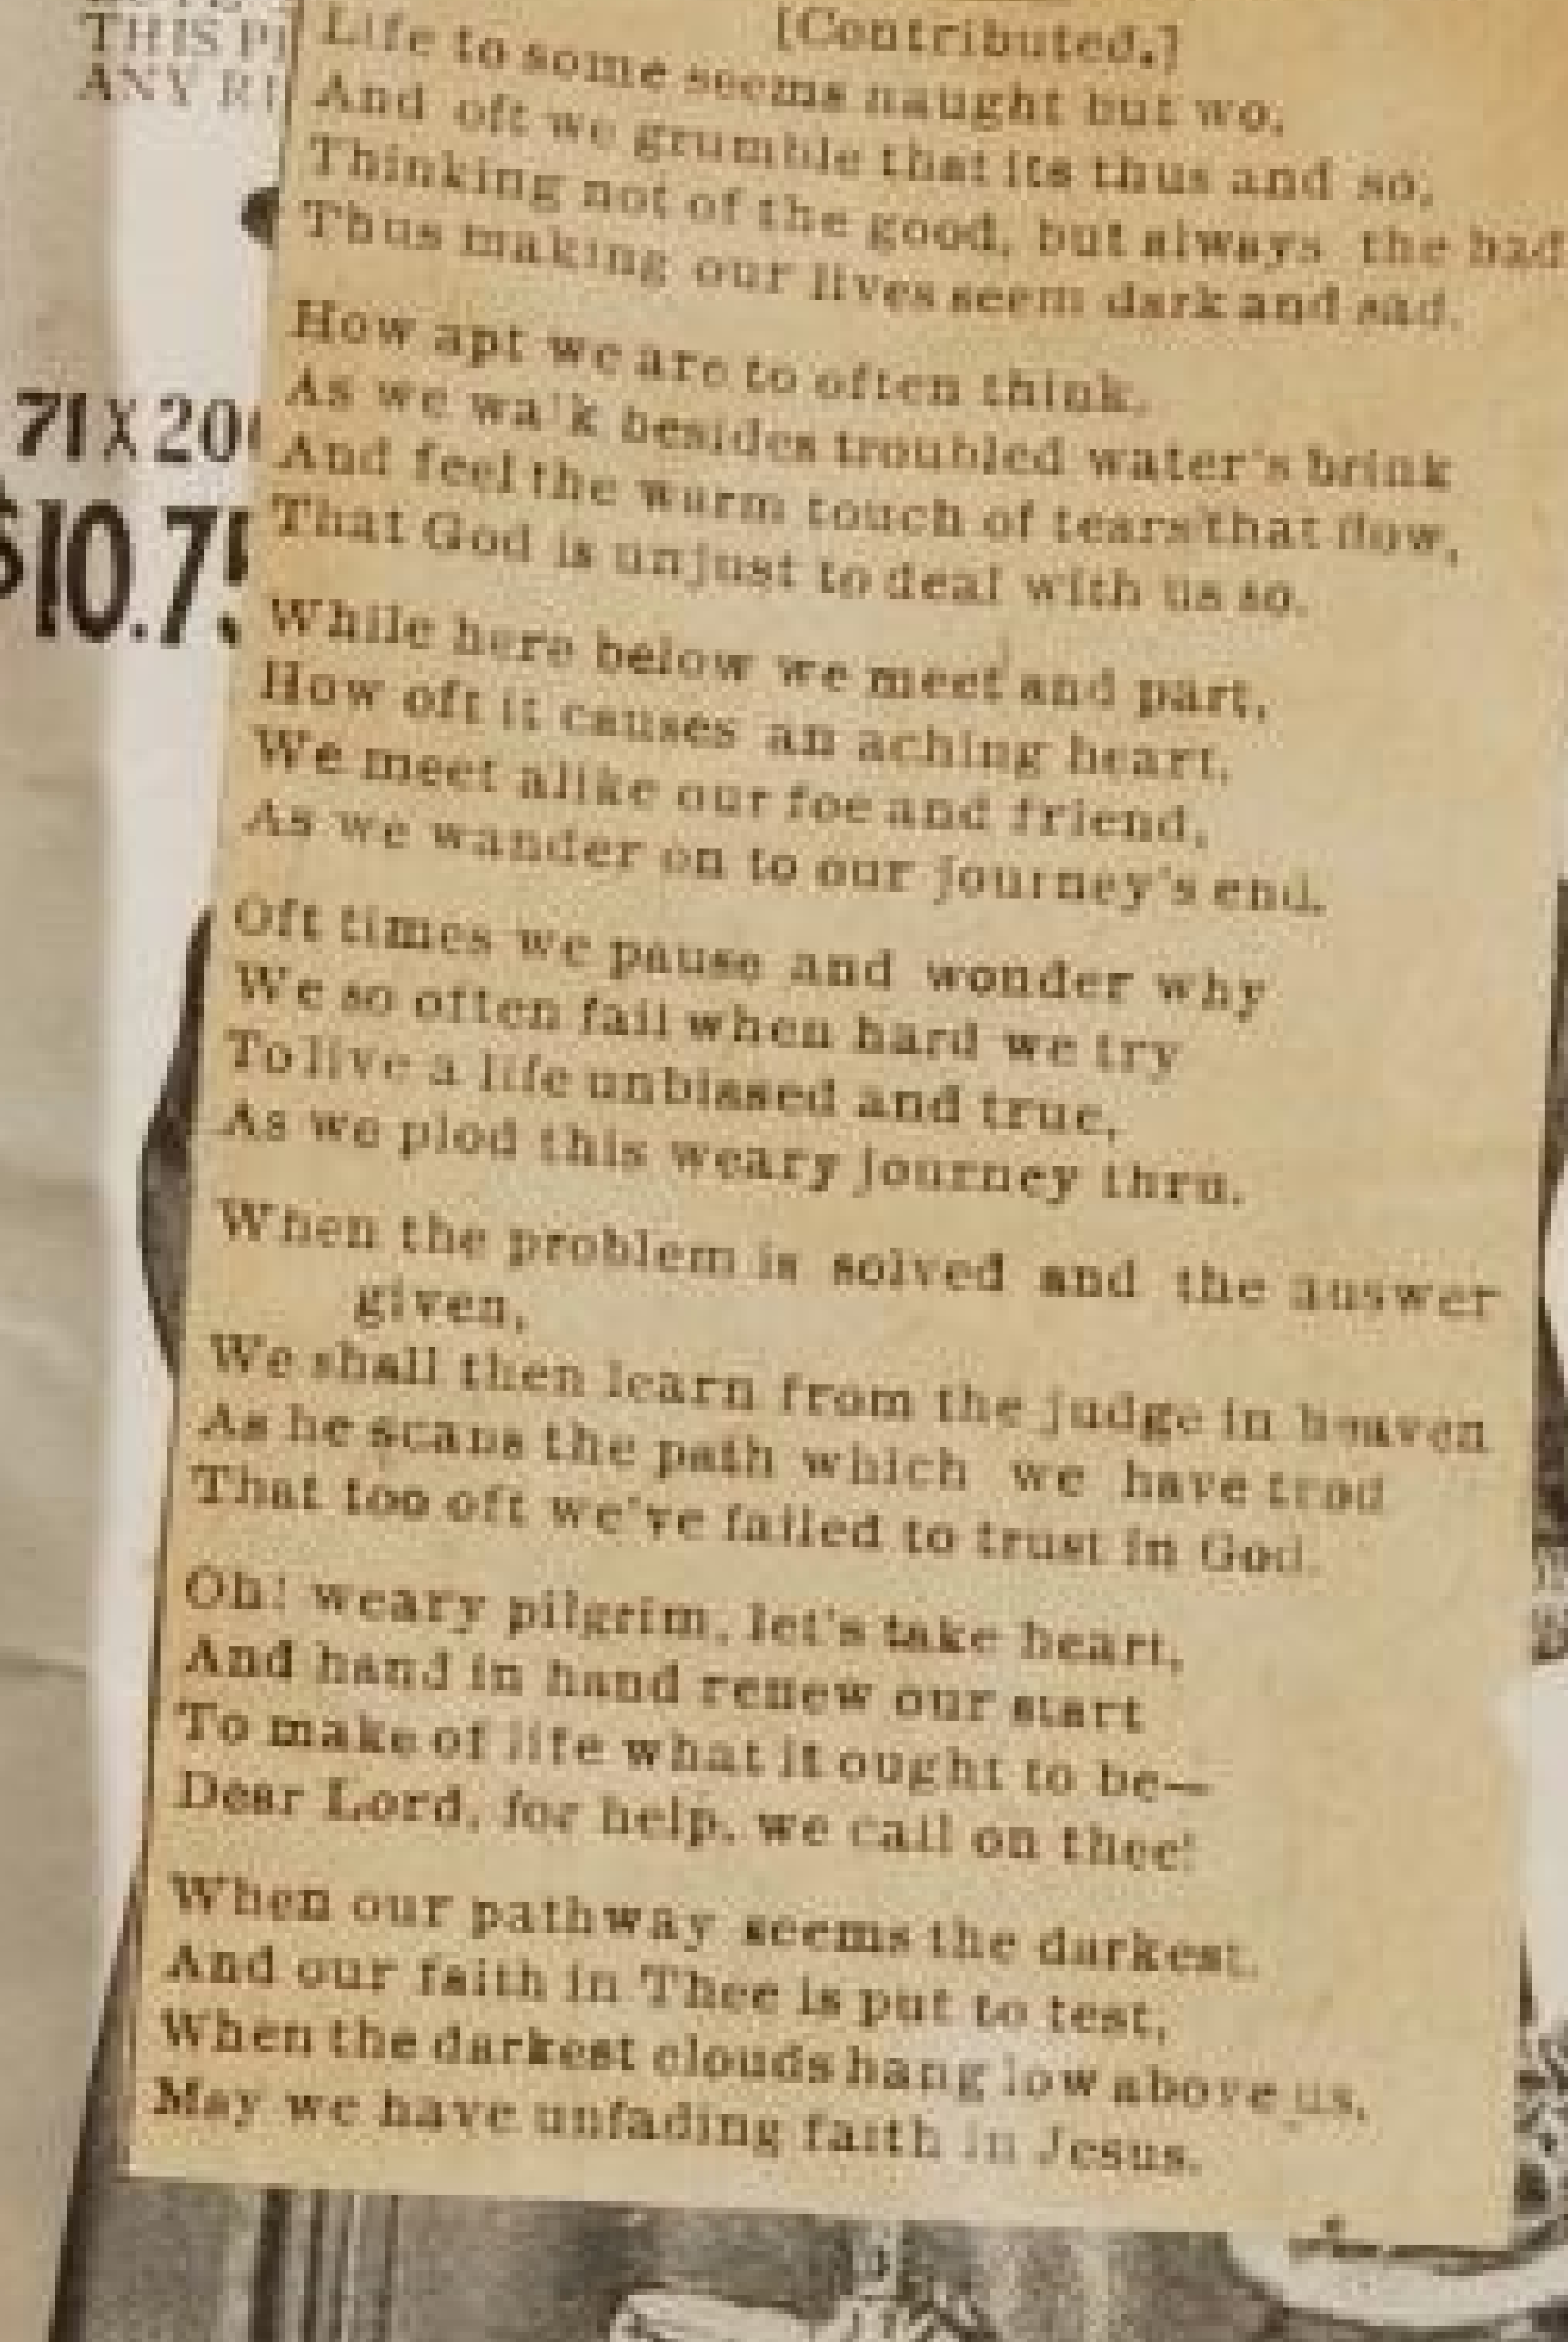 THIS
ANY
71 X 20
$10.7
[Contributed.]
Life to some seems naught but wo,
And oft we grumble that its thus and so,
Thinking not of the good, but always the bad
Thus making our lives seem dark and sad.
How apt we are to often think,
As we walk besides troubled water's brink
And feel the warm touch of tears that flow,
That God is unjust to deal with us so.
While here below we meet and part,
How oft it causes an aching heart,
We meet alike our foe and friend,
As we wander on to our journey's end.
Oft times we pause and wonder why
We so often fail when hard we try
To live a life unbiased and true,
As we plod this weary journey thru.
When the problem is solved and the answer
given,
We shall then learn from the judge in heaven
As he scans the path which we have trod
That too oft we've failed to trust in God.
Oh! weary pilgrim, let's take heart,
And hand in hand renew our start
To make of life what it ought to be—
Dear Lord, for help, we call on thee!
When our pathway seems the darkest,
And our faith in Thee is put to test,
When the darkest clouds hang low above us,
May we have unfading faith in Jesus.